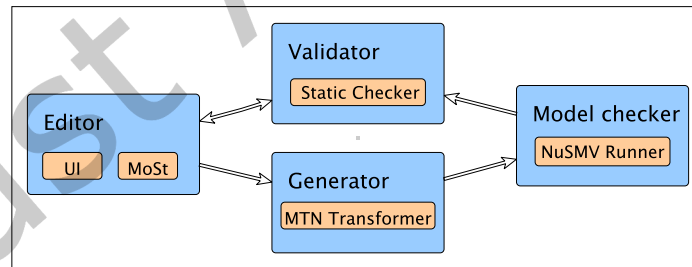 Validator
Static Checker
Editor
UI
MoSt
Model checker
NuSMV Runner
Generator
MTN Transformer